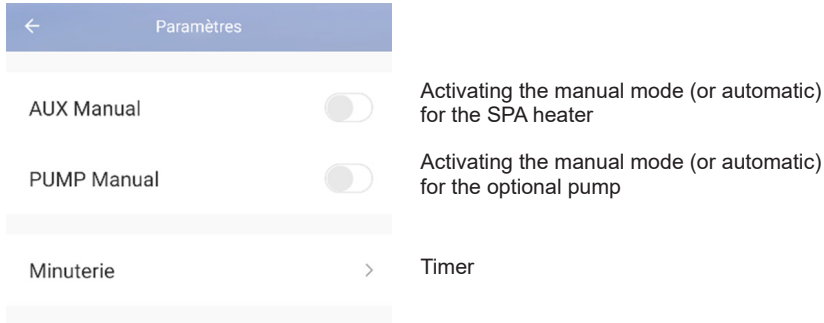 Paramètres
AUX Manual
Activating the manual mode (or automatic)
for the SPA heater
PUMP Manual
Activating the manual mode (or automatic)
for the optional pump
Minuterie
Timer